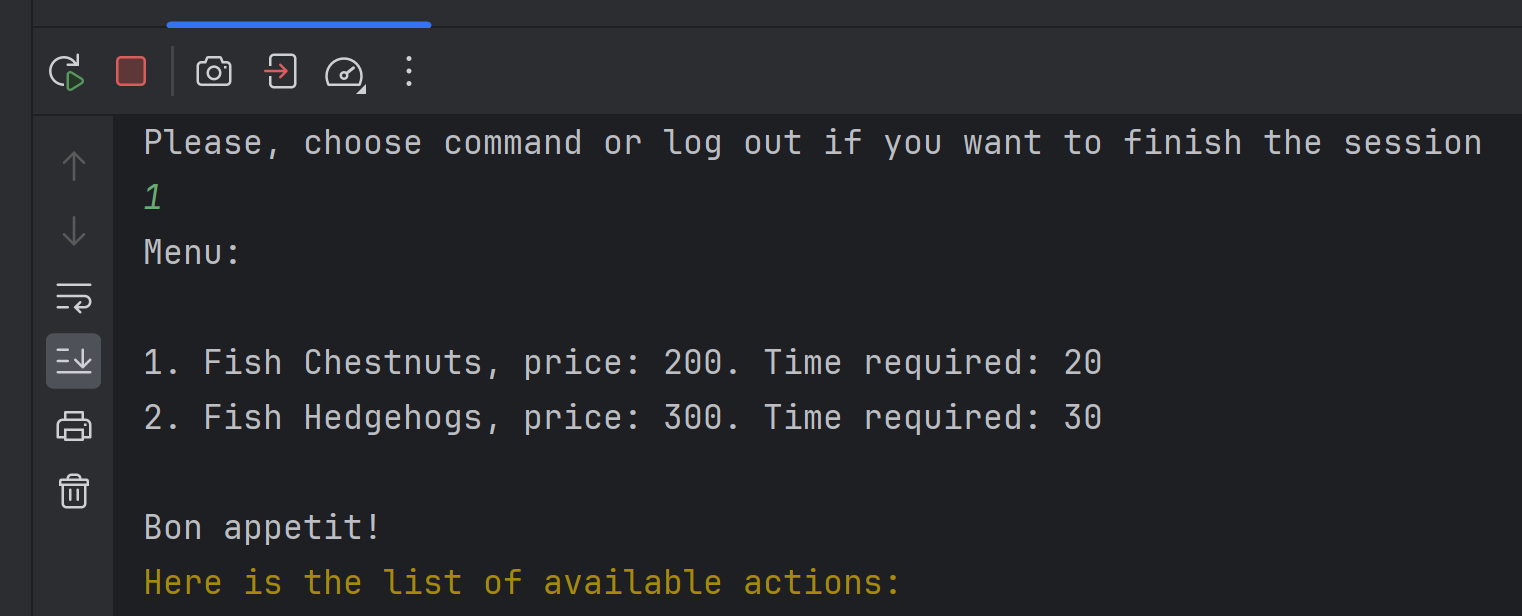 Please, choose command or log out if you want to finish the session
1
Menu:
1. Fish Chestnuts, price: 200. Time required: 20
2. Fish Hedgehogs, price: 300. Time required: 30
Bon appetit!
Here is the list of available actions: